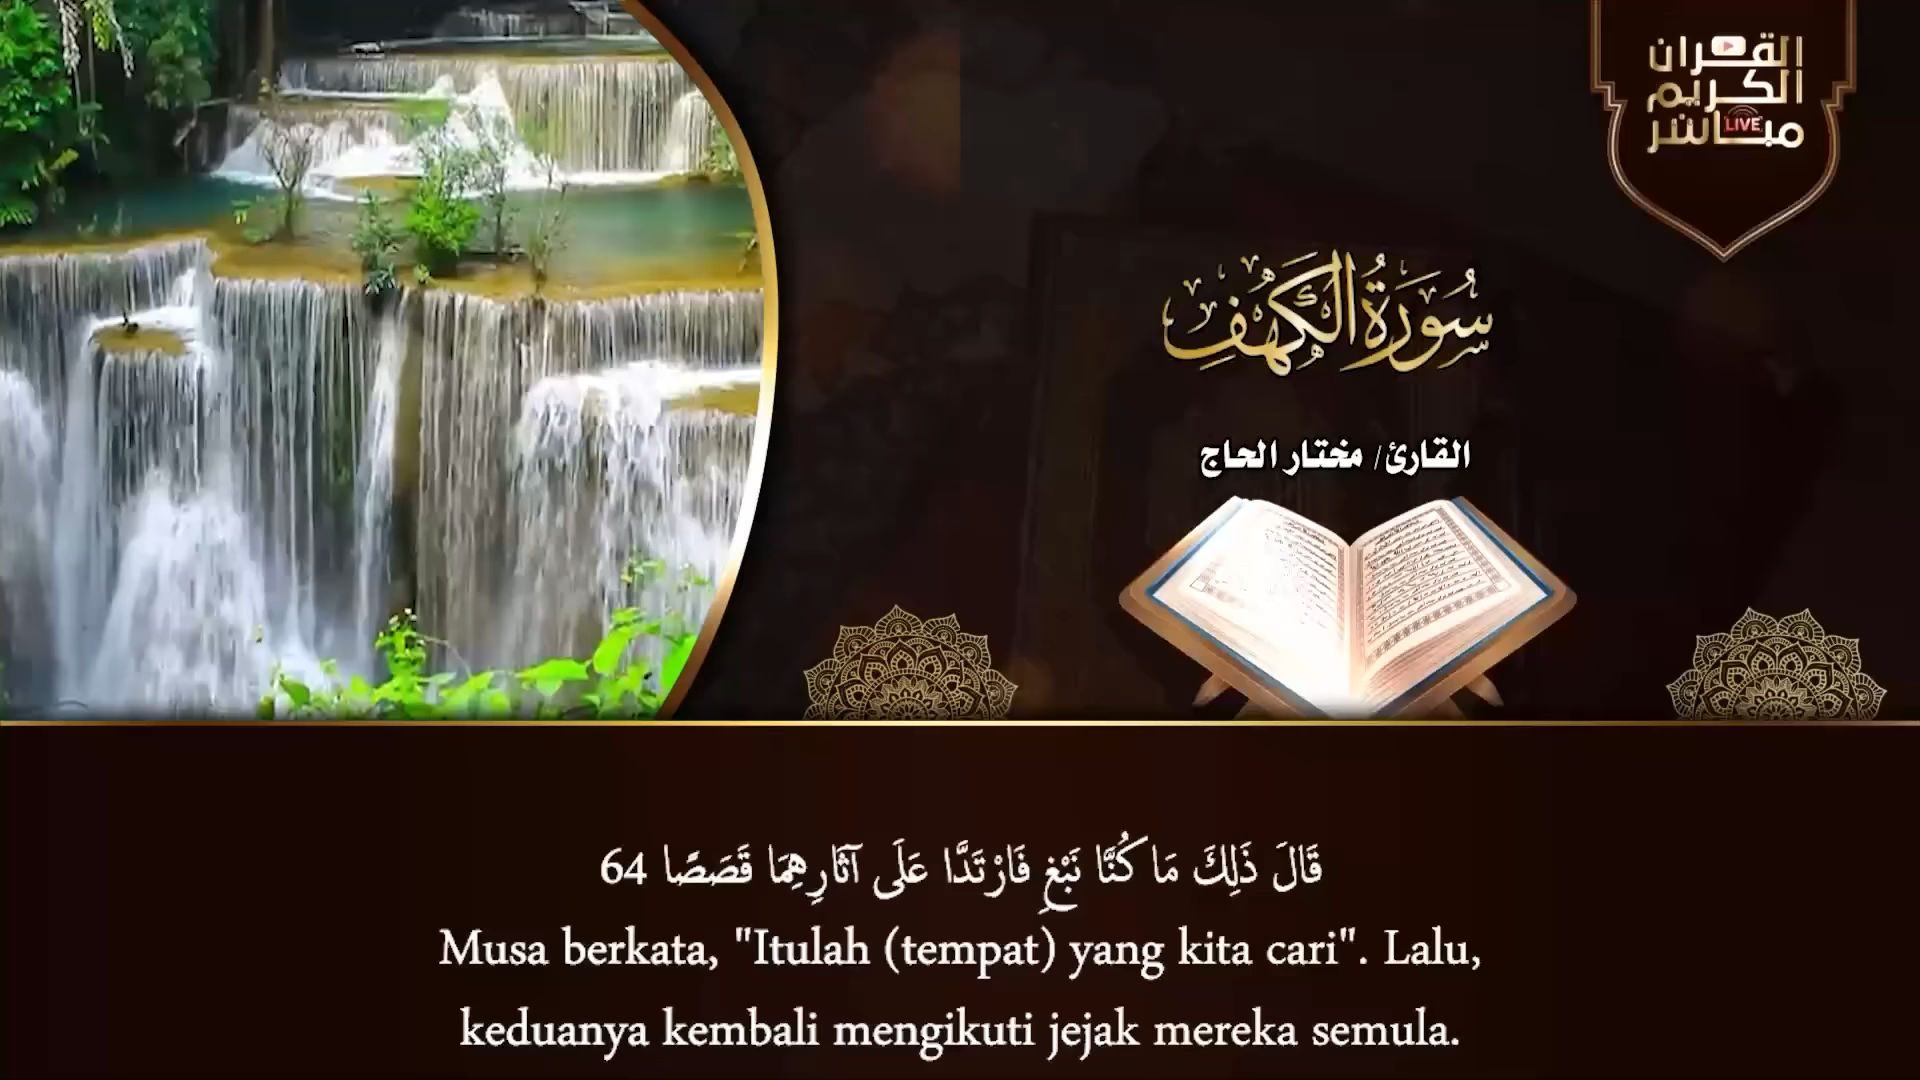 القرآن
الكريم
مباشر
LIVE
سُورَةُ الكَهْفِ
القارئ/ مختار الحاج
قَالَ ذَلِكَ مَا كُنَّا نَبْغِ فَارْتَدَّا عَلَى آثَارِهِمَا قَصَصًا 64
Musa berkata, "Itulah (tempat) yang kita cari". Lalu,
keduanya kembali mengikuti jejak mereka semula.